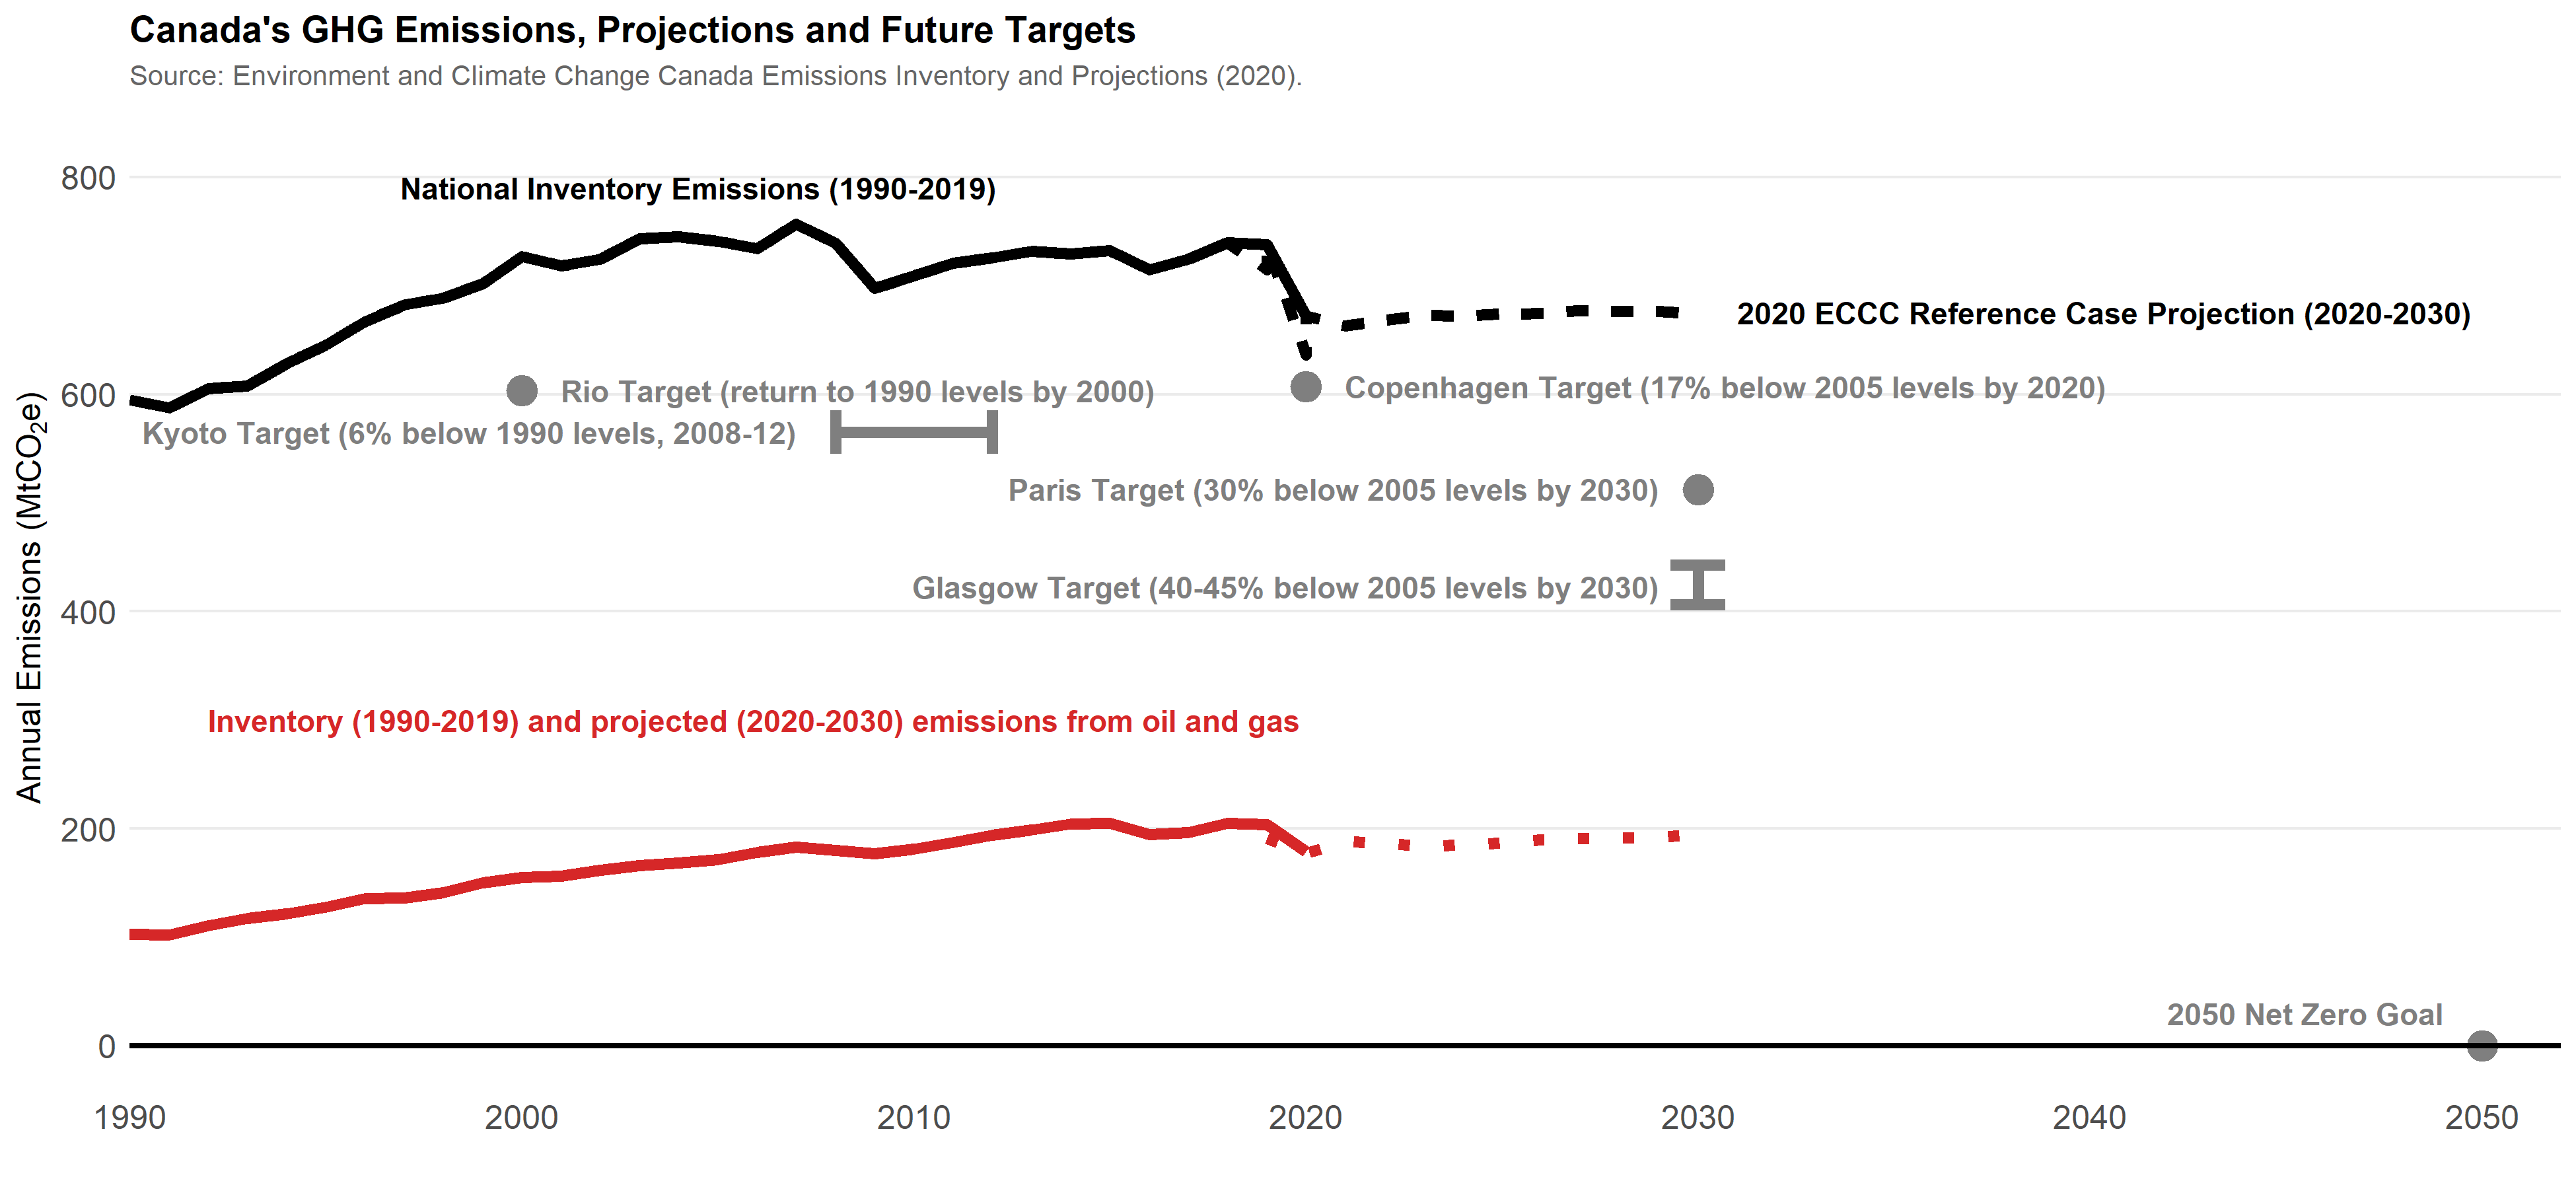 Canada's GHG Emissions, Projections and Future Targets
Source: Environment and Climate Change Canada Emissions Inventory and Projections (2020).
Annual Emissions (MtCO₂e)
800
National Inventory Emissions (1990-2019)
2020 ECCC Reference Case Projection (2020-2030)
600
Rio Target (return to 1990 levels by 2000)
Copenhagen Target (17% below 2005 levels by 2020)
Kyoto Target (6% below 1990 levels, 2008-12)
Paris Target (30% below 2005 levels by 2030)
Glasgow Target (40-45% below 2005 levels by 2030)
400
Inventory (1990-2019) and projected (2020-2030) emissions from oil and gas
200
2050 Net Zero Goal
0
1990 2000 2010 2020 2030 2040 2050